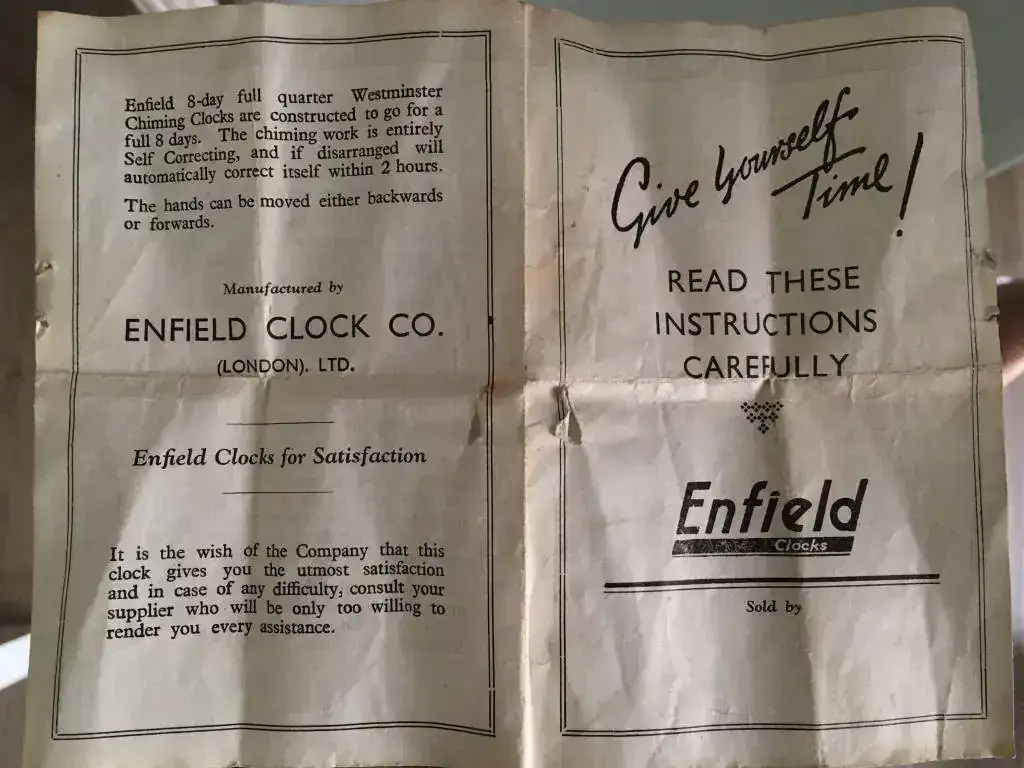 Enfield 8-day full quarter Westminster
Chiming Clocks are constructed to go for a
full 8 days. The chiming work is entirely
Self Correcting, and if disarranged will
automatically correct itself within 2 hours.
The hands can be moved either backwards
or forwards.
Manufactured by
ENFIELD CLOCK CO.
(LONDON). LTD.
Enfield Clocks for Satisfaction
It is the wish of the Company that this
clock gives you the utmost satisfaction
and in case of any difficulty, consult your
supplier who will be only too willing to
render you every assistance.
Give Yourself
Time!
READ THESE
INSTRUCTIONS
CAREFULLY
Enfield
Clocks
Sold by